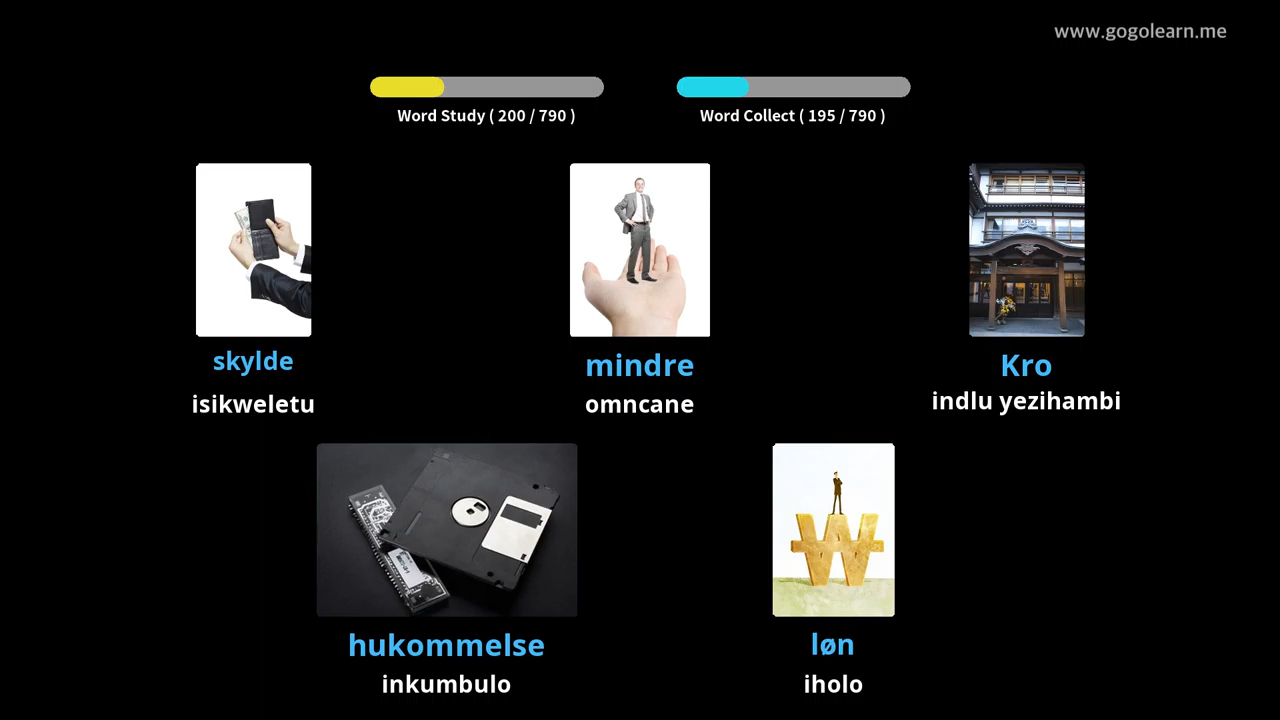 www.gogolearn.me
Word Study ( 200 / 790 )
Word Collect ( 195 / 790 )
skylde
isikweletu
mindre
omncane
Kro
indlu yezihambi
hukommelse
inkumbulo
løn
iholo